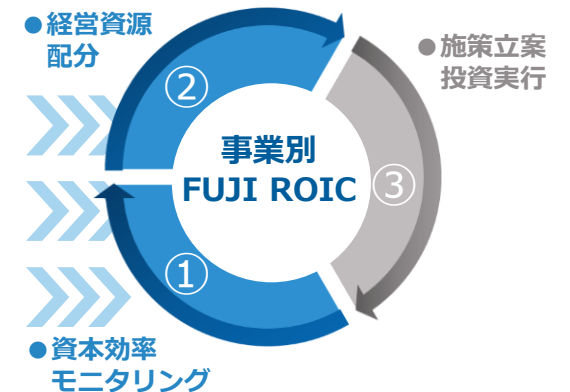 ●経営資源
配分
●施策立案
投資実行
②
事業別
FUJI ROIC
③
①
●資本効率
モニタリング